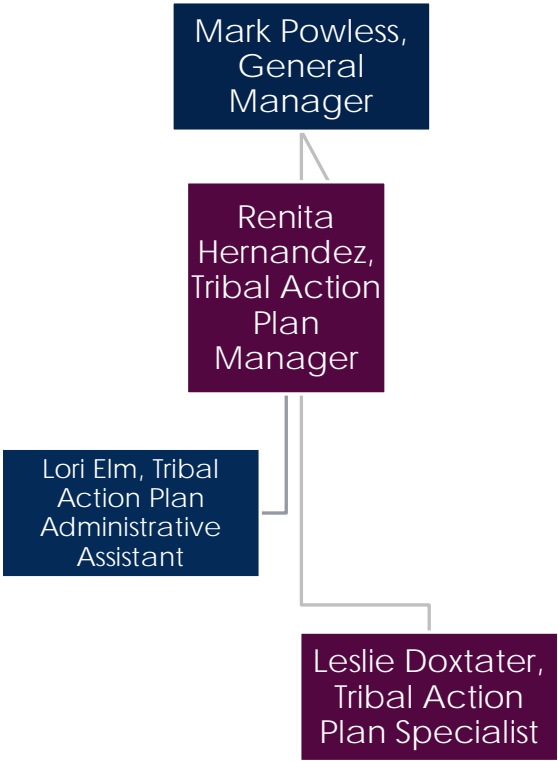 Mark Powless,
General
Manager
Renita
Hernandez,
Tribal Action
Plan
Manager
Lori Elm, Tribal
Action Plan
Administrative
Assistant
Leslie Doxtater,
Tribal Action
Plan Specialist